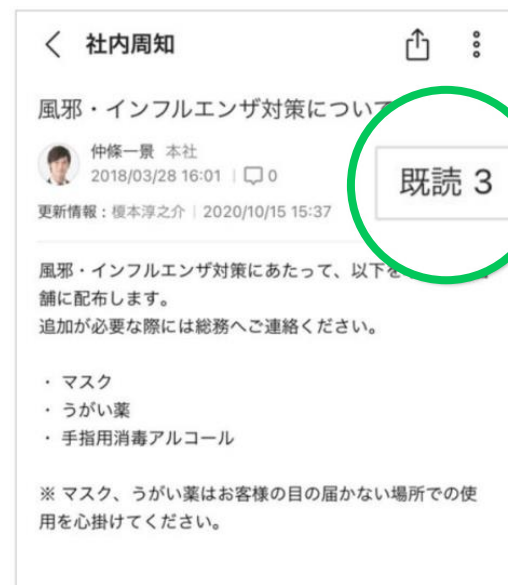 社内周知
風邪・インフルエンザ対策について
仲條一景 本社
2018/03/28 16:01 | 0
既読 3
更新情報：榎本淳之介 | 2020/10/15 15:37
風邪・インフルエンザ対策にあたって、以下を
舗に配布します。
追加が必要な際には総務へご連絡ください。
・ マスク
・ うがい薬
・ 手指用消毒アルコール
※ マスク、うがい薬はお客様の目の届かない場所での使
用を心掛けてください。